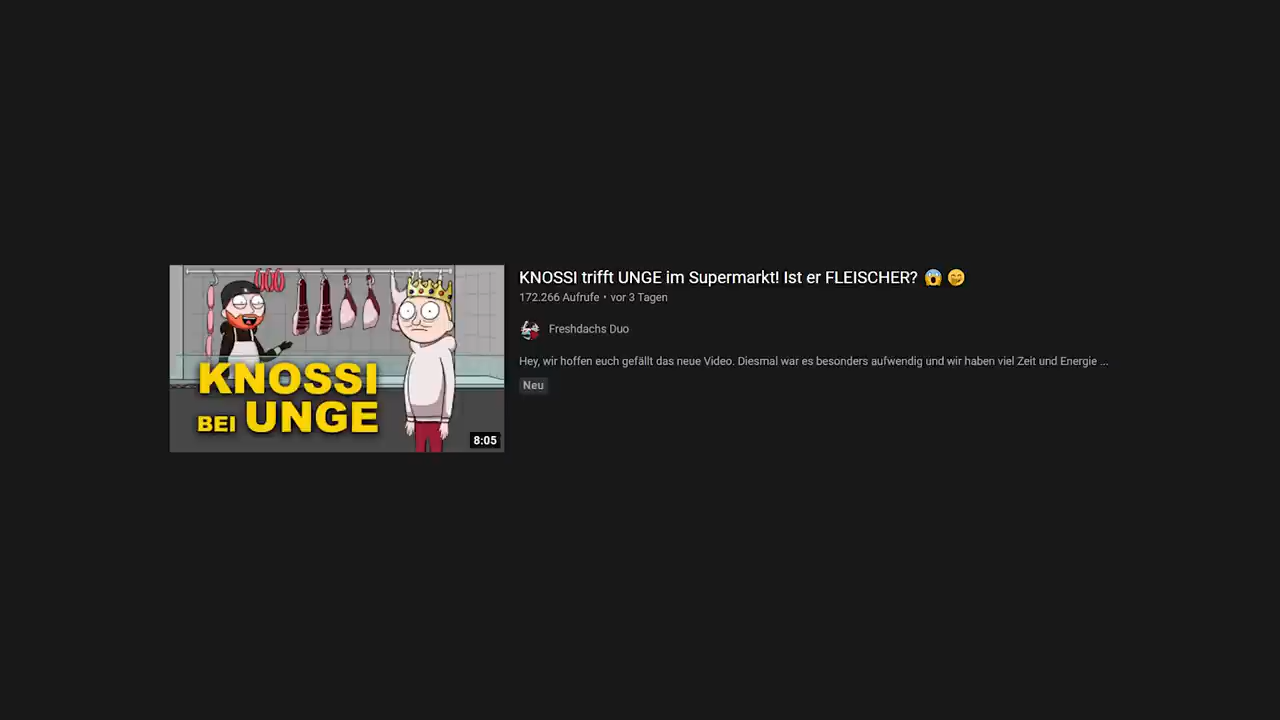 KNOSSI trifft UNGE im Supermarkt! Ist er FLEISCHER? 😱 🤭
172.266 Aufrufe • vor 3 Tagen
Freshdachs Duo
Hey, wir hoffen euch gefällt das neue Video. Diesmal war es besonders aufwendig und wir haben viel Zeit und Energie ...
Neu
KNOSSI
BEI UNGE
8:05